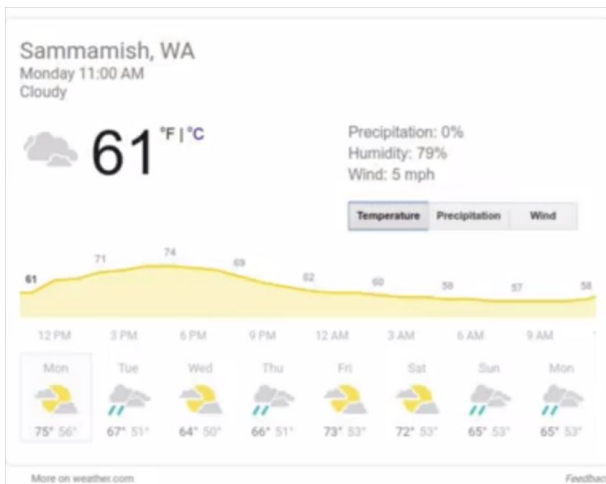 Sammamish, WA
Monday 11:00 AM
Cloudy
61 °F | °C
Precipitation: 0%
Humidity: 79%
Wind: 5 mph
Temperature Precipitation Wind
61 71 74 69 62 60 58 57 58
12 PM 3 PM 6 PM 9 PM 12 AM 3 AM 6 AM 9 AM
Mon Tue Wed Thu Fri Sat Sun Mon
75° 56° 67° 51° 64° 50° 66° 51° 73° 53° 72° 53° 65° 53° 65° 53°
More on weather.com Feedback